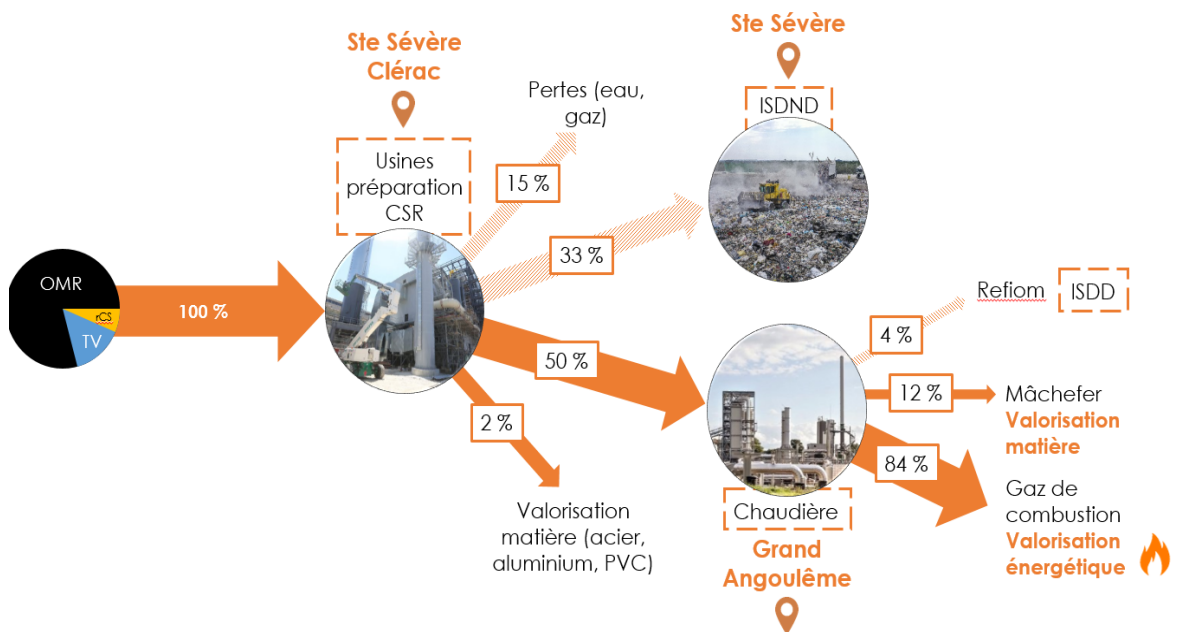 Ste Sévère
Clérac
Usines
préparation
CSR
OMR
rCS
TV
100 %
Pertes (eau,
gaz)
15 %
33 %
50 %
2 %
Valorisation
matière (acier,
aluminium, PVC)
Ste Sévère
ISDND
Chaudière
Grand
Angoulême
4 %
12 %
84 %
Refiom
ISDD
Mâchefer
Valorisation
matière
Gaz de
combustion
Valorisation
énergétique